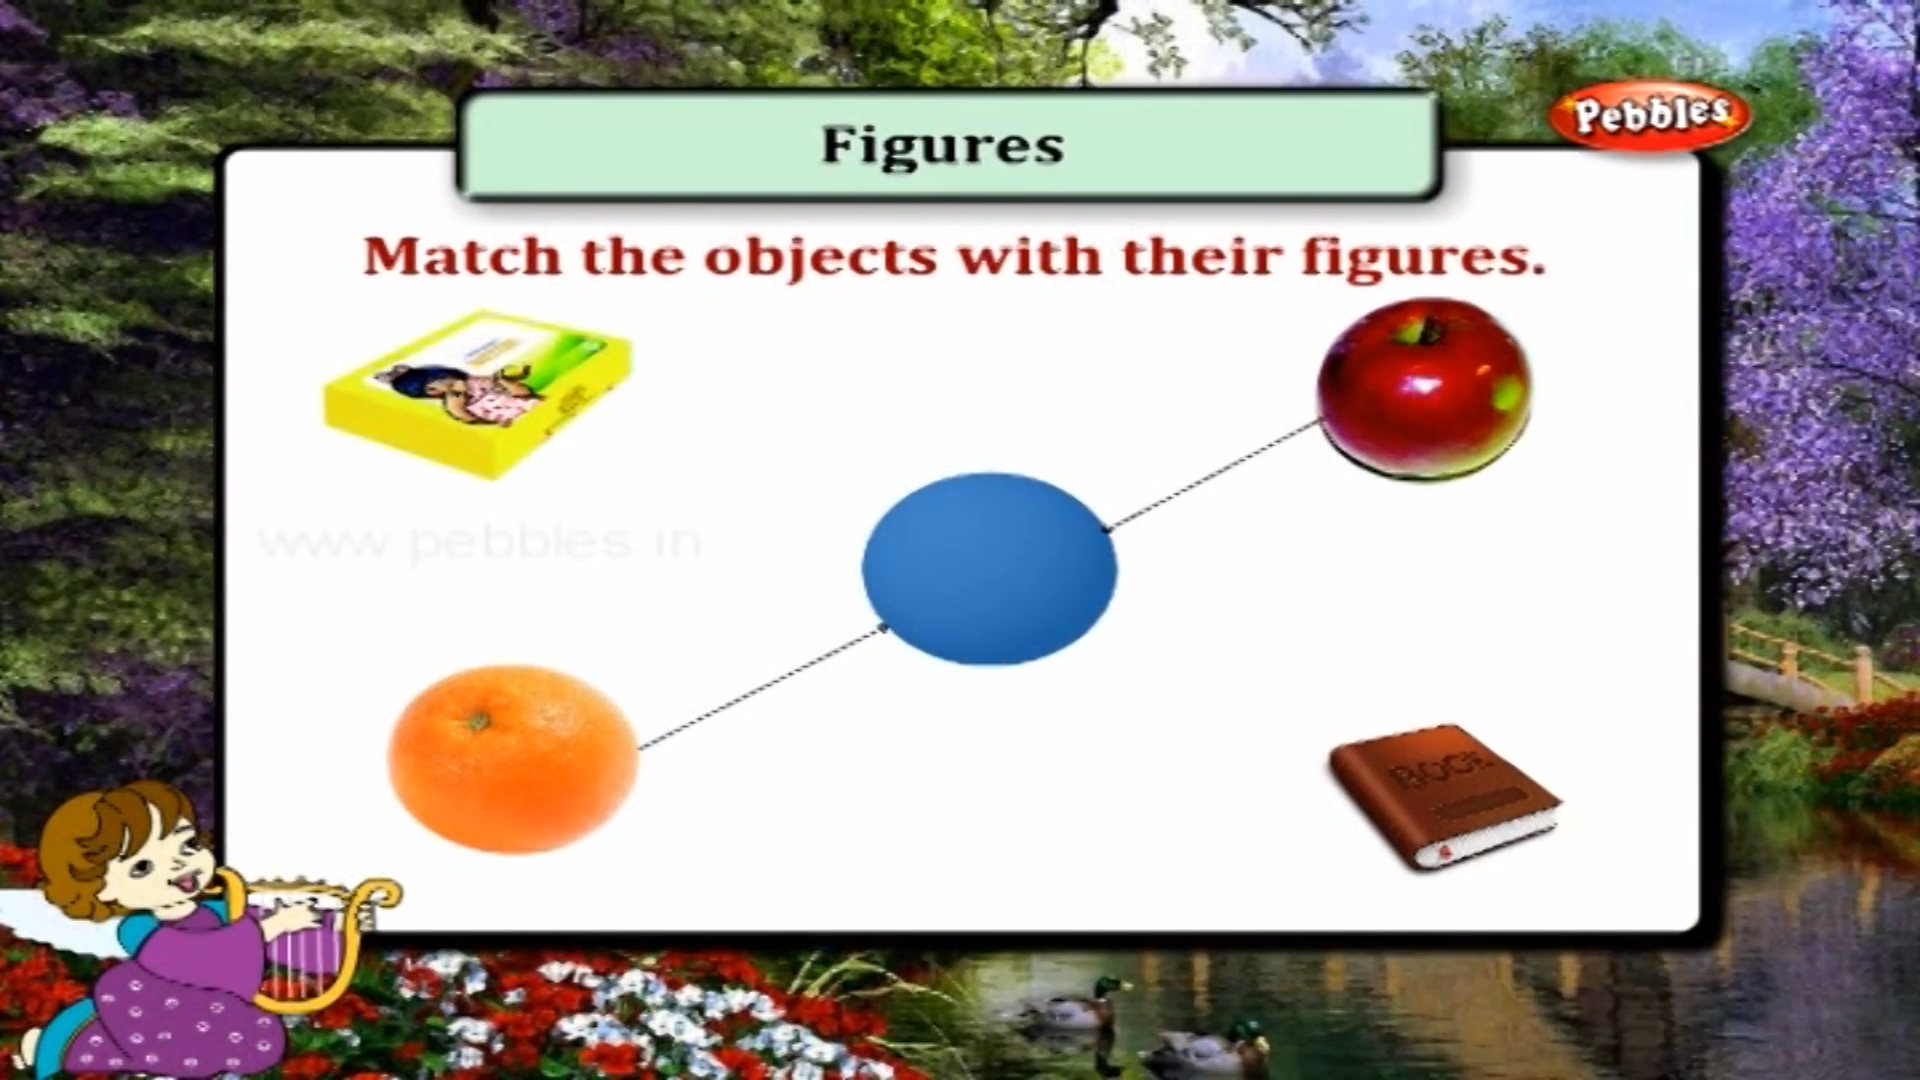 Figures
Pebbles
Match the objects with their figures.
www.pebbles.in
BOOK